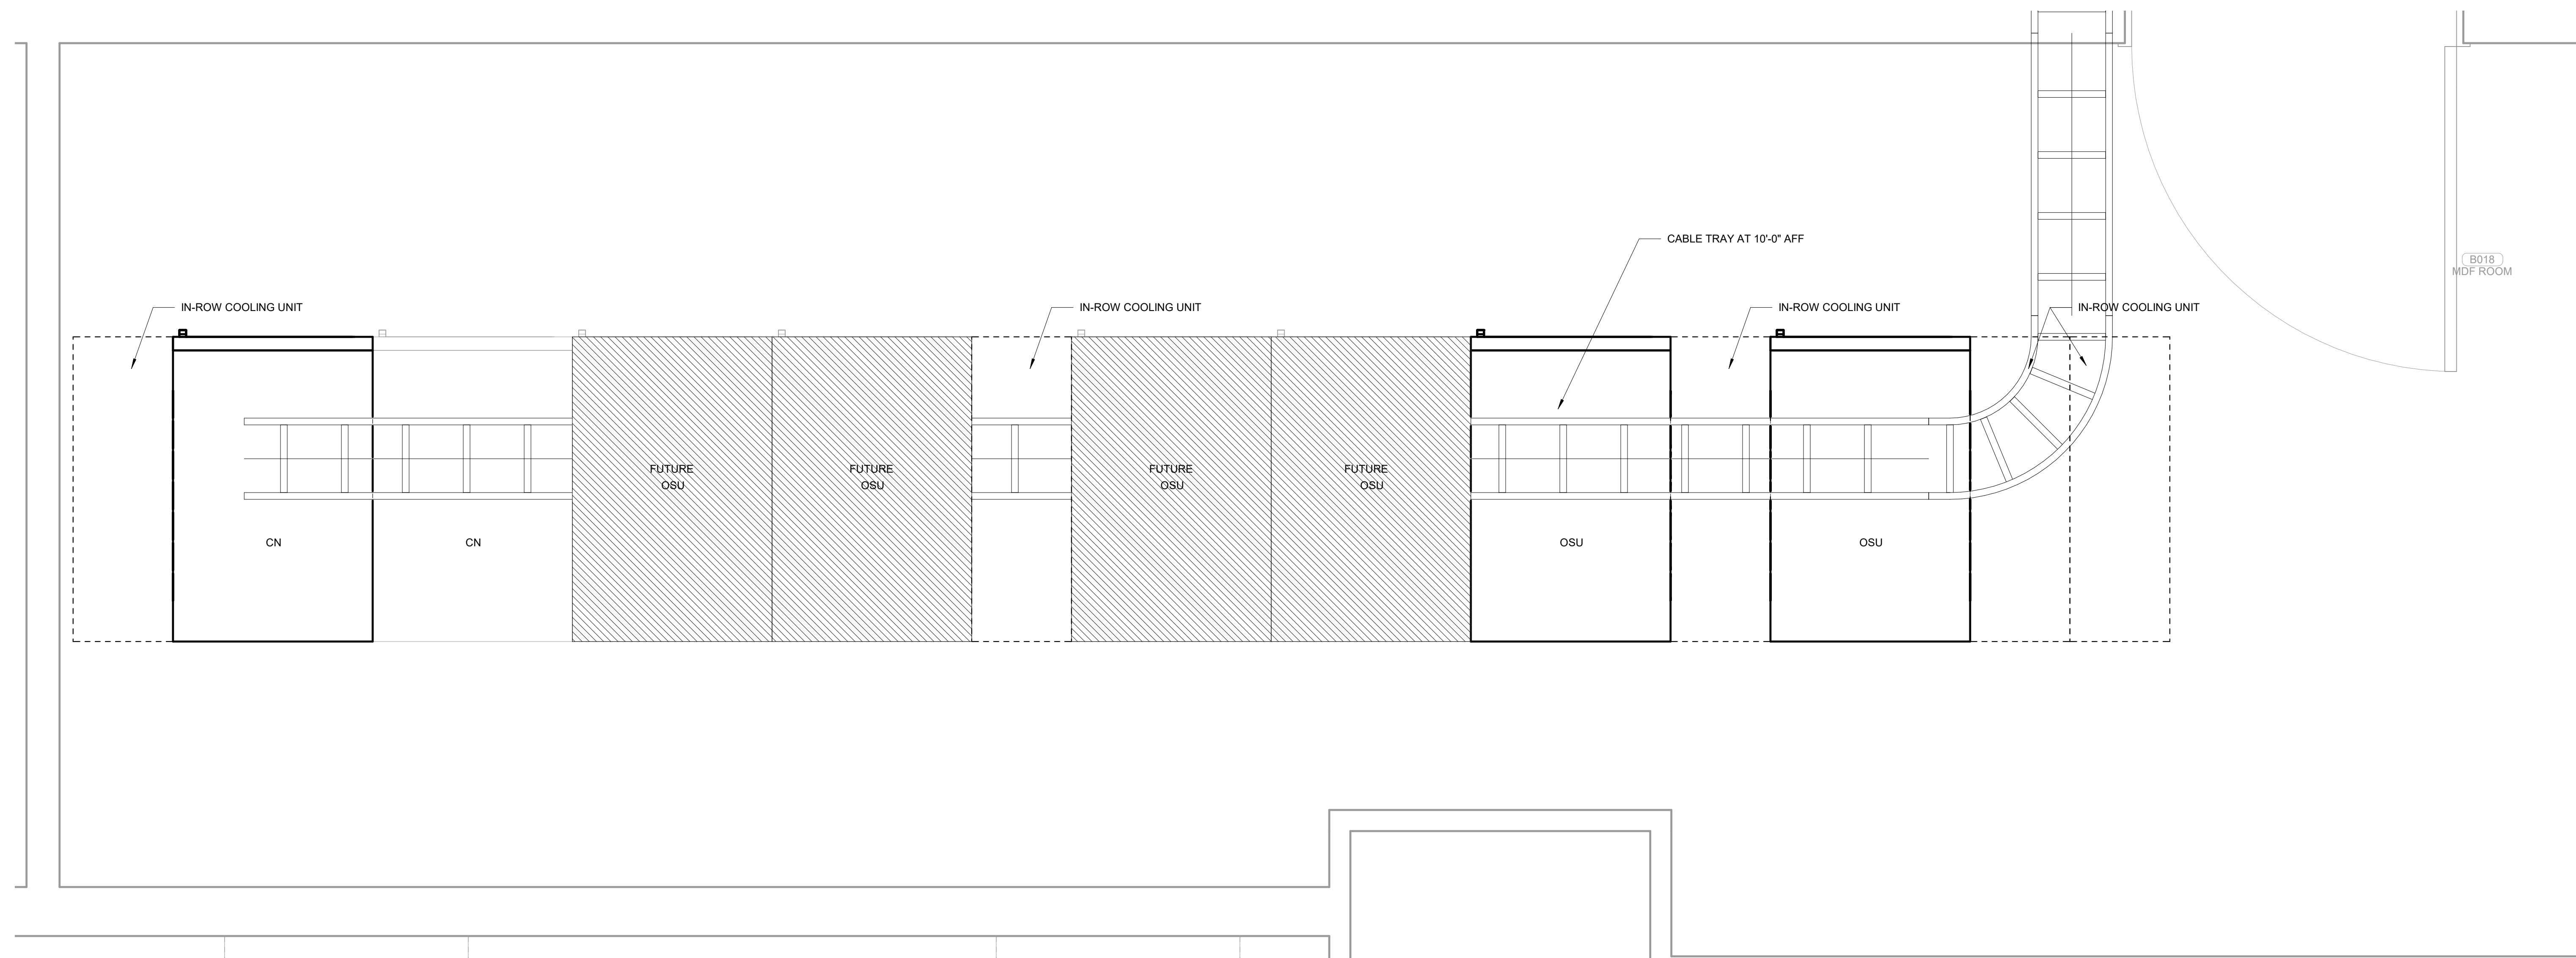 CABLE TRAY AT 10'-0" AFF
B018
MDF ROOM
IN-ROW COOLING UNIT
IN-ROW COOLING UNIT
IN-ROW COOLING UNIT
IN-ROW COOLING UNIT
FUTURE
OSU
FUTURE
OSU
FUTURE
OSU
FUTURE
OSU
CN
CN
OSU
OSU